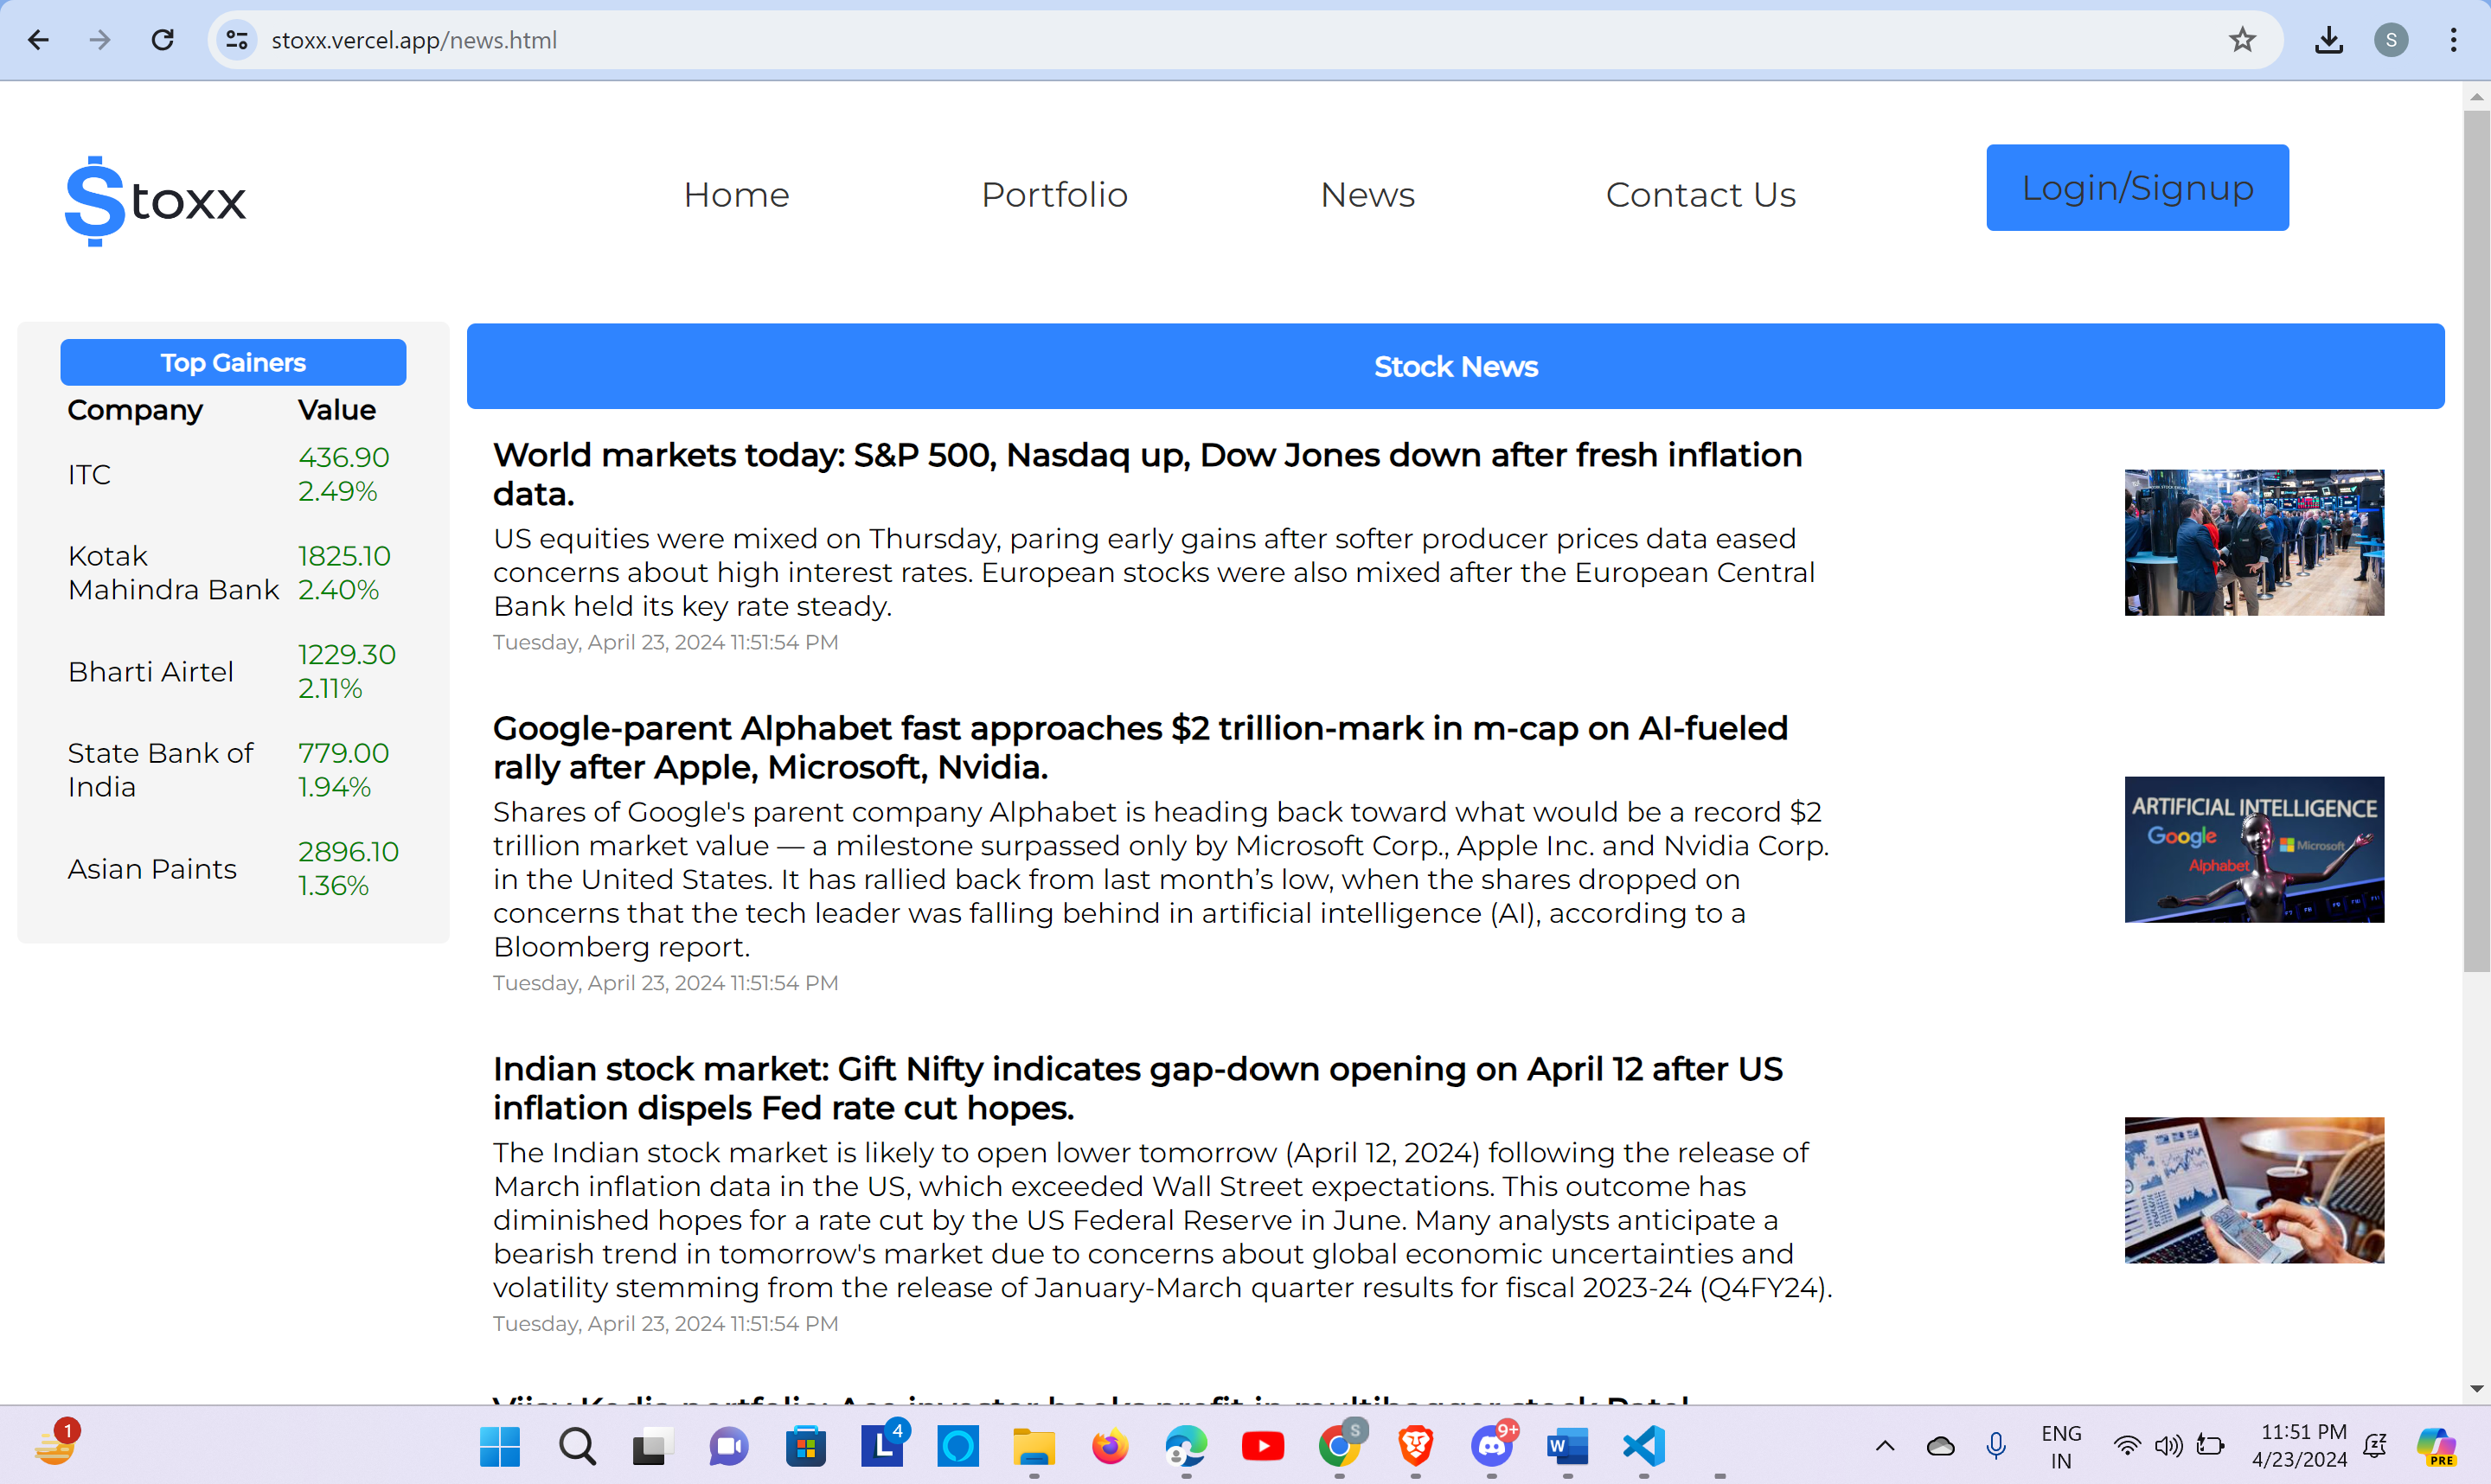 stoxx.vercel.app/news.html
S
$toxx
Home
Portfolio
News
Contact Us
Login/Signup
Top Gainers
Company Value
ITC
436.90
2.49%
Kotak
Mahindra Bank
1825.10
2.40%
Bharti Airtel
1229.30
2.11%
State Bank of
India
779.00
1.94%
Asian Paints
2896.10
1.36%
Stock News
World markets today: S&P 500, Nasdaq up, Dow Jones down after fresh inflation
data.
US equities were mixed on Thursday, paring early gains after softer producer prices data eased
concerns about high interest rates. European stocks were also mixed after the European Central
Bank held its key rate steady.
Tuesday, April 23, 2024 11:51:54 PM
Google-parent Alphabet fast approaches $2 trillion-mark in m-cap on AI-fueled
rally after Apple, Microsoft, Nvidia.
Shares of Google's parent company Alphabet is heading back toward what would be a record $2
trillion market value — a milestone surpassed only by Microsoft Corp., Apple Inc. and Nvidia Corp.
in the United States. It has rallied back from last month’s low, when the shares dropped on
concerns that the tech leader was falling behind in artificial intelligence (AI), according to a
Bloomberg report.
Tuesday, April 23, 2024 11:51:54 PM
ARTIFICIAL INTELLIGENCE
Google
Microsoft
Alphabet
Indian stock market: Gift Nifty indicates gap-down opening on April 12 after US
inflation dispels Fed rate cut hopes.
The Indian stock market is likely to open lower tomorrow (April 12, 2024) following the release of
March inflation data in the US, which exceeded Wall Street expectations. This outcome has
diminished hopes for a rate cut by the US Federal Reserve in June. Many analysts anticipate a
bearish trend in tomorrow's market due to concerns about global economic uncertainties and
volatility stemming from the release of January-March quarter results for fiscal 2023-24 (Q4FY24).
Tuesday, April 23, 2024 11:51:54 PM
Vijay Kedia portfolio: Ace investor books profit in multibagger stock Patel
1
L
4
S
9+
W
ENG
IN
11:51 PM
4/23/2024
PRE